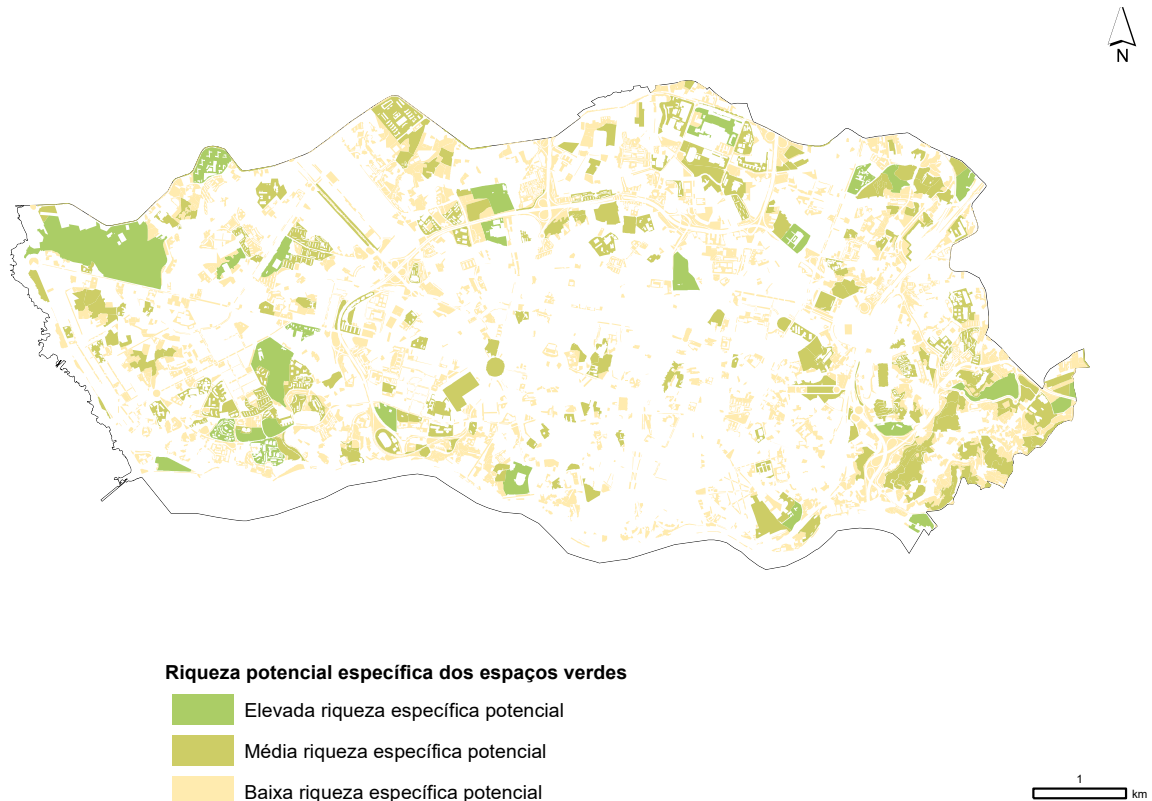 N
Riqueza potencial específica dos espaços verdes
Elevada riqueza específica potencial
Média riqueza específica potencial
Baixa riqueza específica potencial
1
km